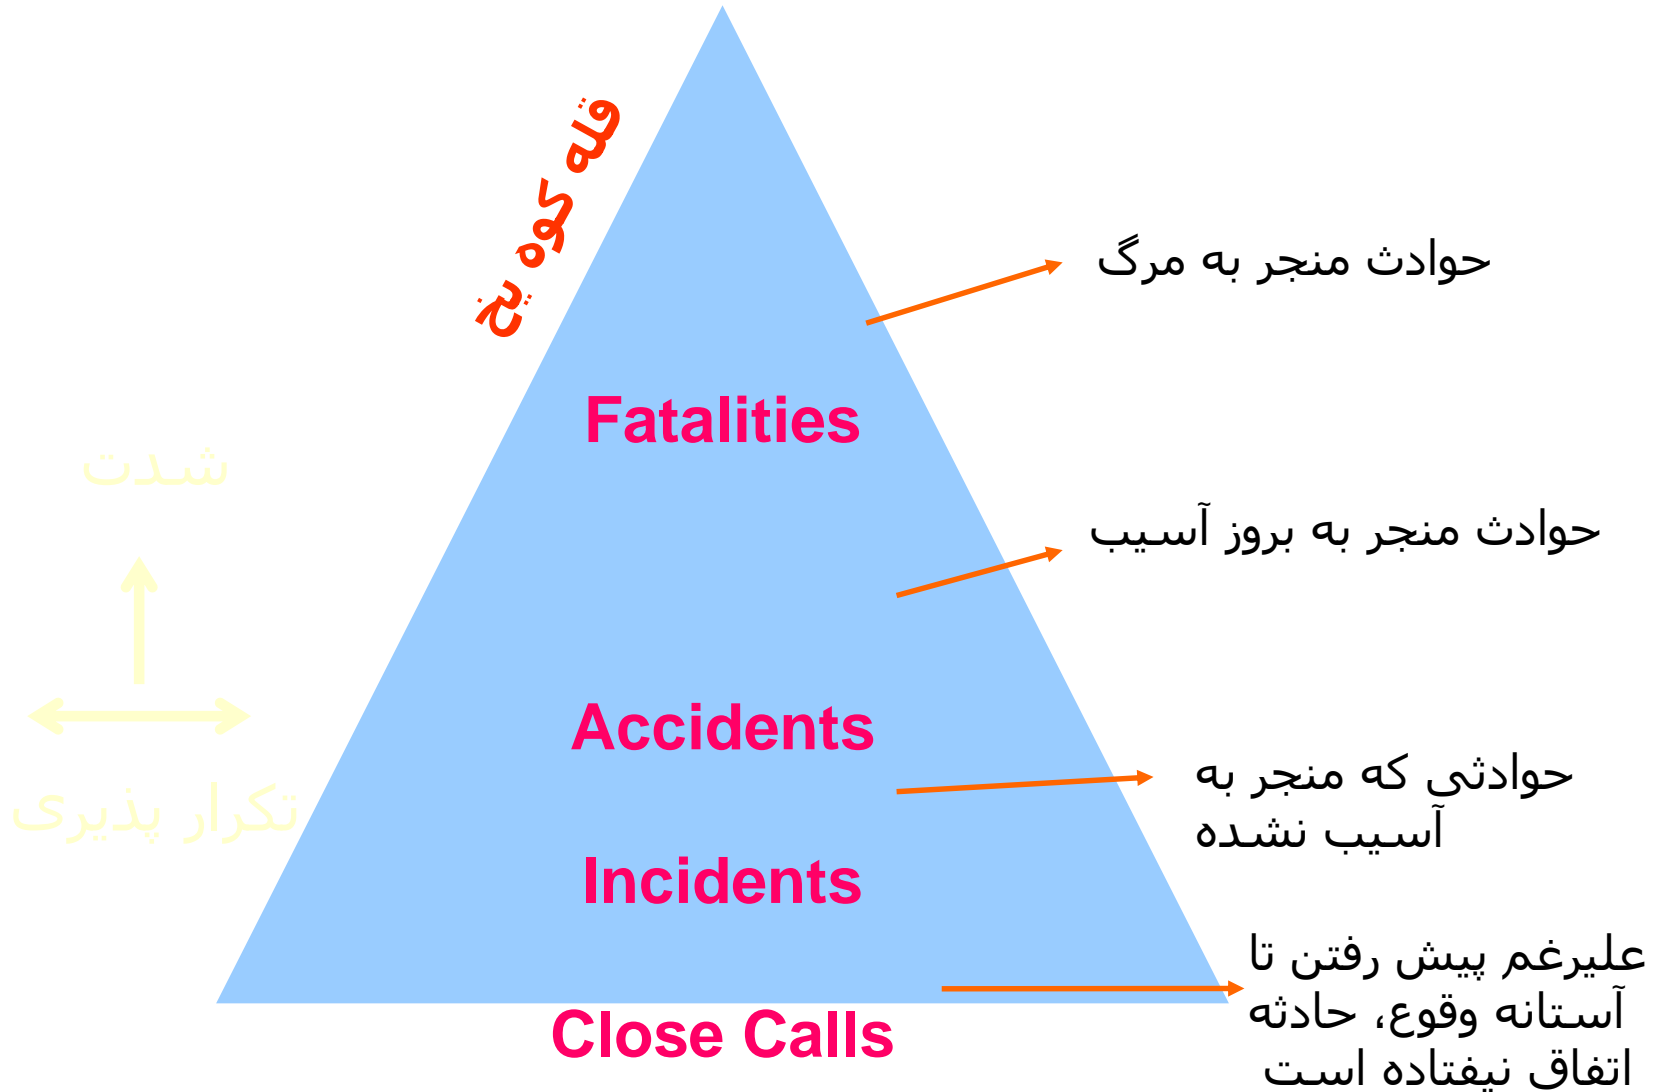 قله کوه یخ
حوادث منجر به مرگ
Fatalities
شدت
حوادث منجر به بروز آسیب
Accidents
حوادثی که منجر به
آسیب نشده
تکرار پذیری
Incidents
علیرغم پیش رفتن تا
آستانه وقوع، حادثه
اتفاق نیفتاده است
Close Calls